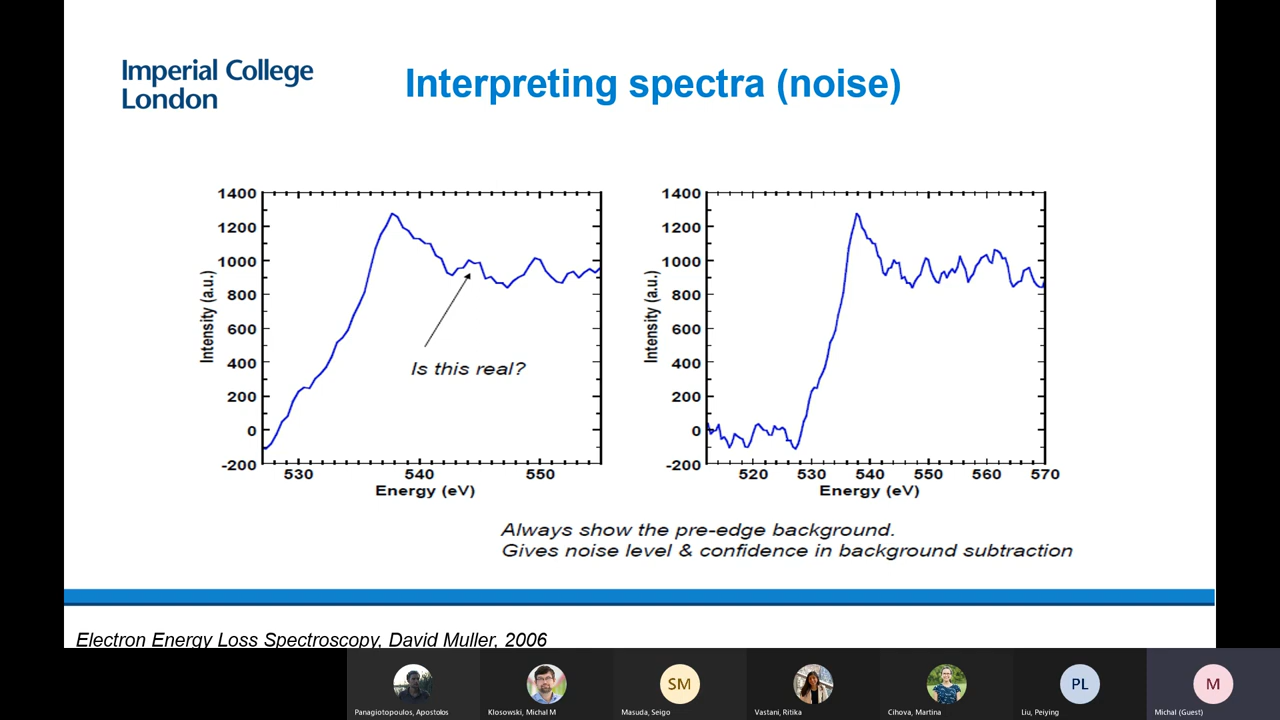 Imperial College
London
Interpreting spectra (noise)
1400
1200
1000
800
600
400
200
0
-200
530
540
550
Intensity (a.u.)
Energy (eV)
Is this real?
1400
1200
1000
800
600
400
200
0
-200
520
530
540
550
560
570
Intensity (a.u.)
Energy (eV)
Always show the pre-edge background.
Gives noise level & confidence in background subtraction
Electron Energy Loss Spectroscopy, David Muller, 2006
SM
PL
M
Panagiotopoulos, Apostolos
Klosowski, Michal M
Masuda, Seigo
Vastani, Ritika
Cihova, Martina
Liu, Peiying
Michal (Guest)